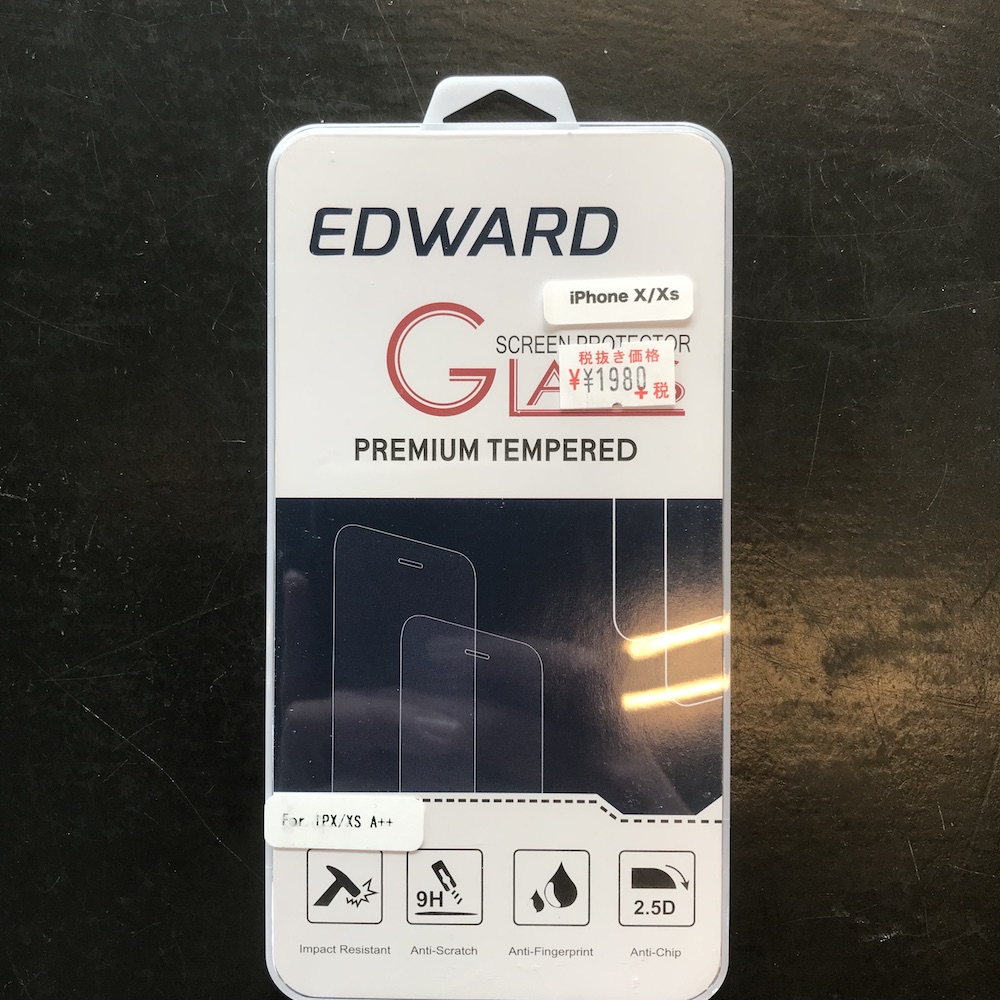 EDWARD
iPhone X/Xs
SCREEN PROTECTOR
GLASS
税抜き価格
¥¥1980
+税
PREMIUM TEMPERED
For IPX/XS A++
9H
2.5D
Impact Resistant
Anti-Scratch
Anti-Fingerprint
Anti-Chip